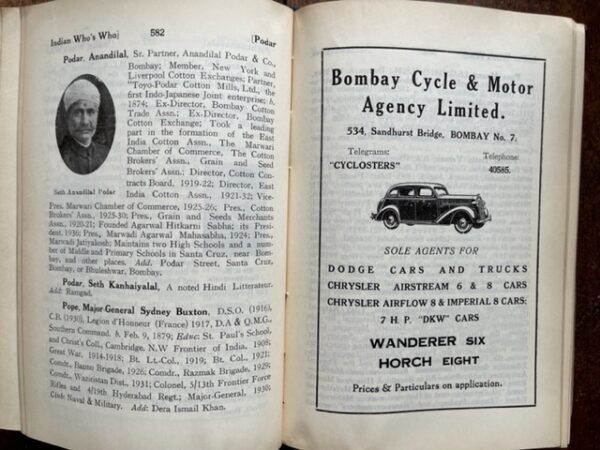 Indian Who's Who]
582
[Podar
Podar, Anandilal, Sr. Partner, Anandilal Podar & Co.,
Bombay; Member, New York and
Liverpool Cotton Exchanges; Partner,
"Toyo-Podar Cotton Mills, Ltd., the
first Indo-Japanese Joint enterprise; b.
1874; Ex-Director, Bombay Cotton
Trade Assn.; Ex-Director, Bombay
Cotton Exchange; Took a leading
part in the formation of the East
India Cotton Assn., The Marwari
Chamber of Commerce, The Cotton
Brokers' Assn., Grain and Seed
Brokers' Assn.; Director, Cotton Con-
tracts Board, 1919-22; Director, East
India Cotton Assn., 1921-32; Vice-
Seth Anandilal Podar
Pres. Marwari Chamber of Commerce, 1925-26; Pres., Cotton
Brokers' Assn., 1925-30; Pres., Grain and Seeds Merchants
Assn., 1920-21; Founded Agarwal Hitkarni Sabha; its Presi-
dent, 1936; Pres., Marwadi Agarwal Mahasabha, 1924; Pres.,
Marwadi Jatiyakosh; Maintains two High Schools and a num-
ber of Middle and Primary Schools in Santa Cruz, near Bom-
bay, and other places. Add: Podar Street, Santa Cruz,
Bombay, or Bhuleshwar, Bombay.
Podar, Seth Kanhaiyalal, A noted Hindi Litterateur.
Add: Ramgad.
Pope, Major-General Sydney Buxton, D.S.O. (1916),
C.B. (1930), Legion d'Honneur (France) 1917, D.A & Q.M.G.,
Southern Command. b. Feb. 9, 1879; Educ: St. Paul's School,
and Christ's Coll., Cambridge. N.W Frontier of India, 1908;
Great War, 1914-1918; Bt. Lt.-Col., 1919; Bt. Col., 1921;
Comdr., Bannu Brigade, 1926; Comdr., Razmak Brigade, 1929;
Comdr., Waziristan Dist., 1931; Colonel, 5/13th Frontier Force
Rifles and 4/19th Hyderabad Regt.; Major-General, 1930;
Club: Naval & Military. Add: Dera Ismail Khan.
Bombay Cycle & Motor
Agency Limited.
534, Sandhurst Bridge, BOMBAY No. 7.
Telegrams: Telephone:
"CYCLOSTERS" 40585.
SOLE AGENTS FOR
DODGE CARS AND TRUCKS
CHRYSLER AIRSTREAM 6 & 8 CARS
CHRYSLER AIRFLOW 8 & IMPERIAL 8 CARS:
7 H. P. "DKW" CARS
WANDERER SIX
HORCH EIGHT
Prices & Particulars on application.